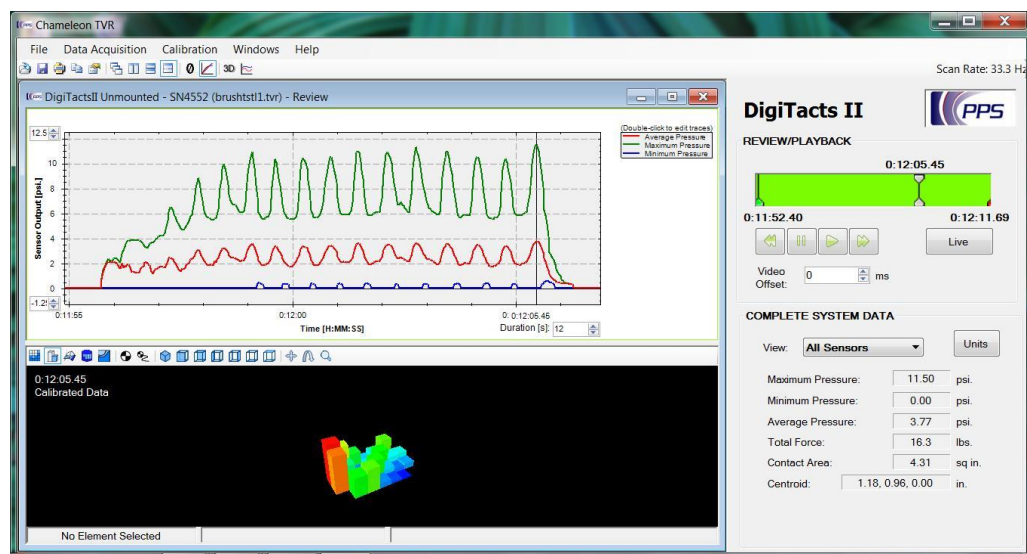 Chameleon TVR
File Data Acquisition Calibration Windows Help
3D
Scan Rate: 33.3 Hz
DigiTactsII Unmounted - SN4552 (brushtstl1.tvr) - Review
(Double-click to edit traces)
Average Pressure
Maximum Pressure
Minimum Pressure
12.5
10
8
6
4
2
0
Sensor Output [psi.]
0:11:55
0:12:00
0: 0:12:05.45
Time [H:MM:SS]
Duration [s]: 12
0:12:05.45
Calibrated Data
No Element Selected
DigiTacts II
PPS
REVIEW/PLAYBACK
0:12:05.45
0:11:52.40 0:12:11.69
Live
Video
Offset: 0 ms
COMPLETE SYSTEM DATA
View: All Sensors Units
Maximum Pressure: 11.50 psi.
Minimum Pressure: 0.00 psi.
Average Pressure: 3.77 psi.
Total Force: 16.3 lbs.
Contact Area: 4.31 sq in.
Centroid: 1.18, 0.96, 0.00 in.